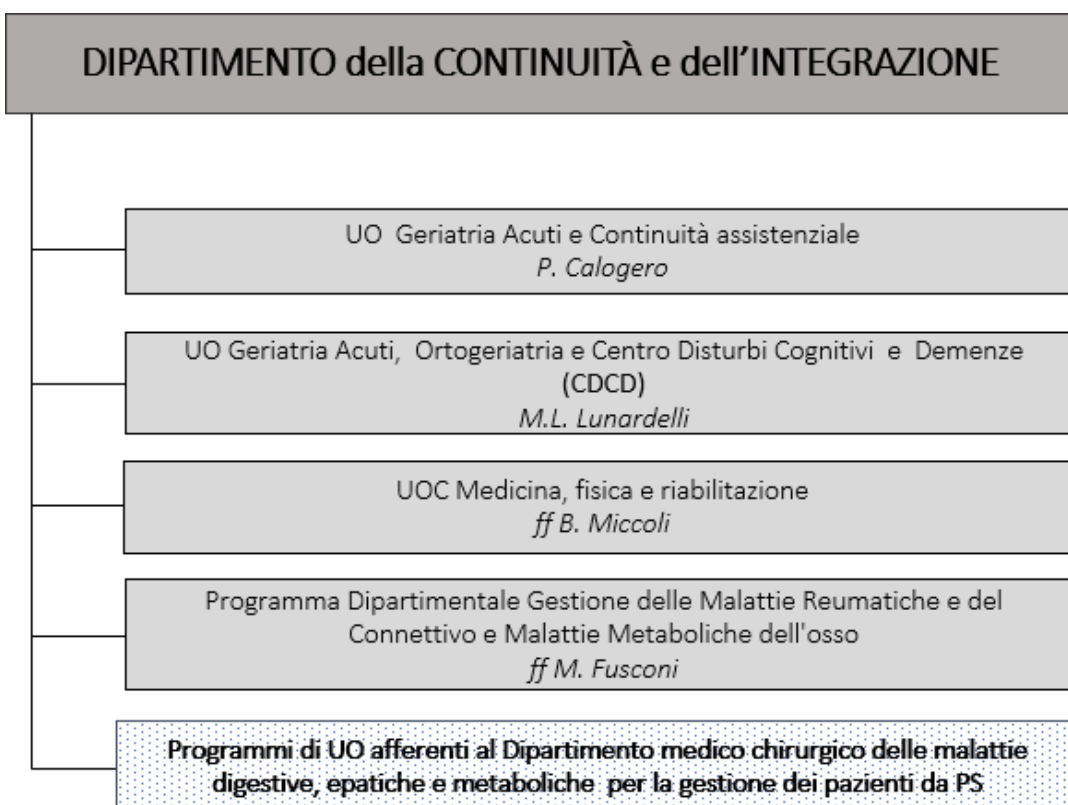 DIPARTIMENTO della CONTINUITÀ e dell'INTEGRAZIONE
UO Geriatria Acuti e Continuità assistenziale
P. Calogero
UO Geriatria Acuti, Ortogeriatria e Centro Disturbi Cognitivi e Demenze
(CDCD)
M.L. Lunardelli
UOC Medicina, fisica e riabilitazione
ff B. Miccoli
Programma Dipartimentale Gestione delle Malattie Reumatiche e del
Connettivo e Malattie Metaboliche dell'osso
ff M. Fusconi
Programmi di UO afferenti al Dipartimento medico chirurgico delle malattie
digestive, epatiche e metaboliche per la gestione dei pazienti da PS